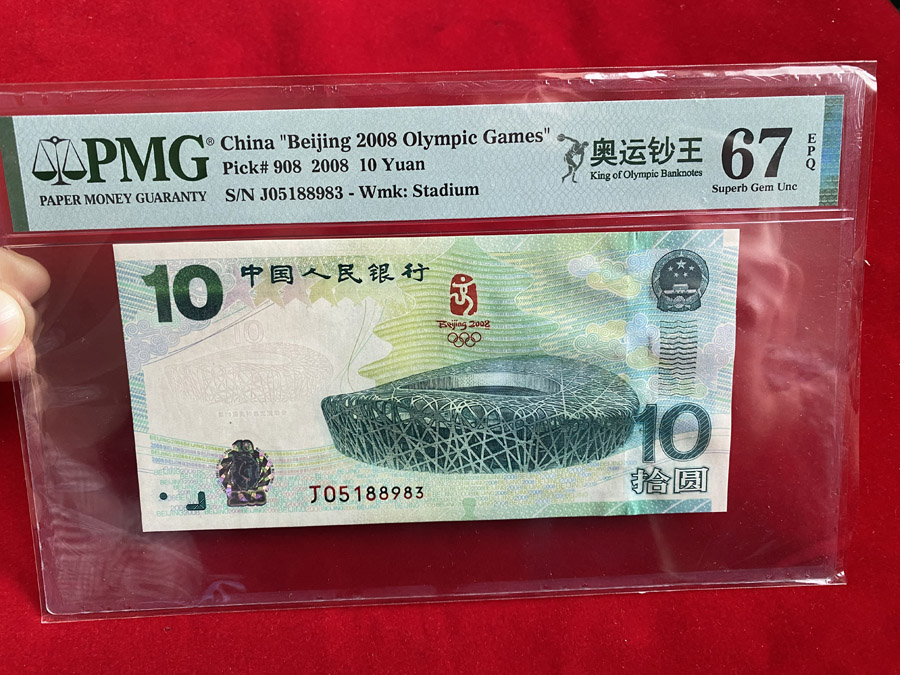 PMG®
PAPER MONEY GUARANTY
China "Beijing 2008 Olympic Games"
Pick# 908 2008 10 Yuan
S/N J05188983 - Wmk: Stadium
奥运钞王
King of Olympic Banknotes
67
EPQ
Superb Gem Unc
10
中国人民银行
Beijing 2008
10
J05188983
10
拾圆